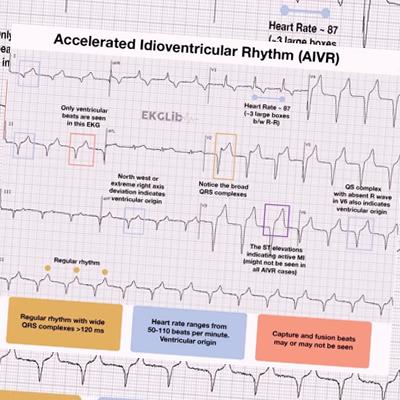 Heart Rate ~ 87
(~3 large boxes
Accelerated Idioventricular Rhythm (AIVR)
Only ventricular
beats are seen
in this EKG
EKGLib
Heart Rate ~ 87
(~3 large boxes
b/w R-R)
North west or
extreme right axis
deviation indicates
ventricular origin
Notice the broad
QRS complexes
QS complex
with absent R wave
in V6 also indicates
ventricular origin
The ST elevations
indicating active MI
(might not be seen in
all AIVR cases)
Regular rhythm
Regular rhythm with wide
QRS complexes >120 ms
Heart rate ranges from
50-110 beats per minute.
Ventricular origin
Capture and fusion beats
may or may not be seen